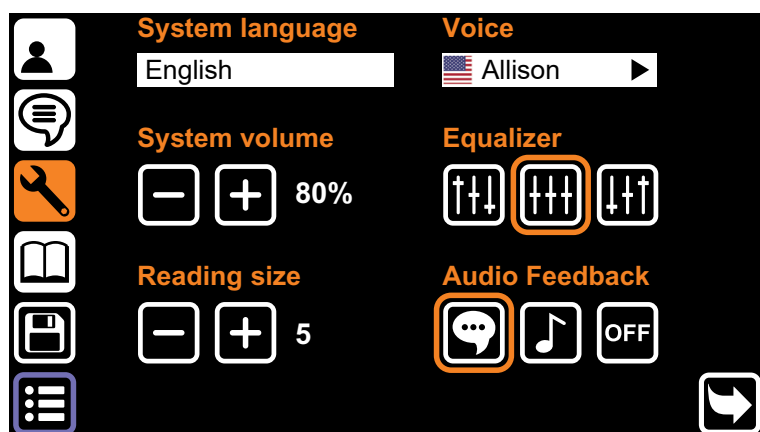 System language
Voice
English
Allison
System volume
Equalizer
80%
Reading size
Audio Feedback
5
OFF